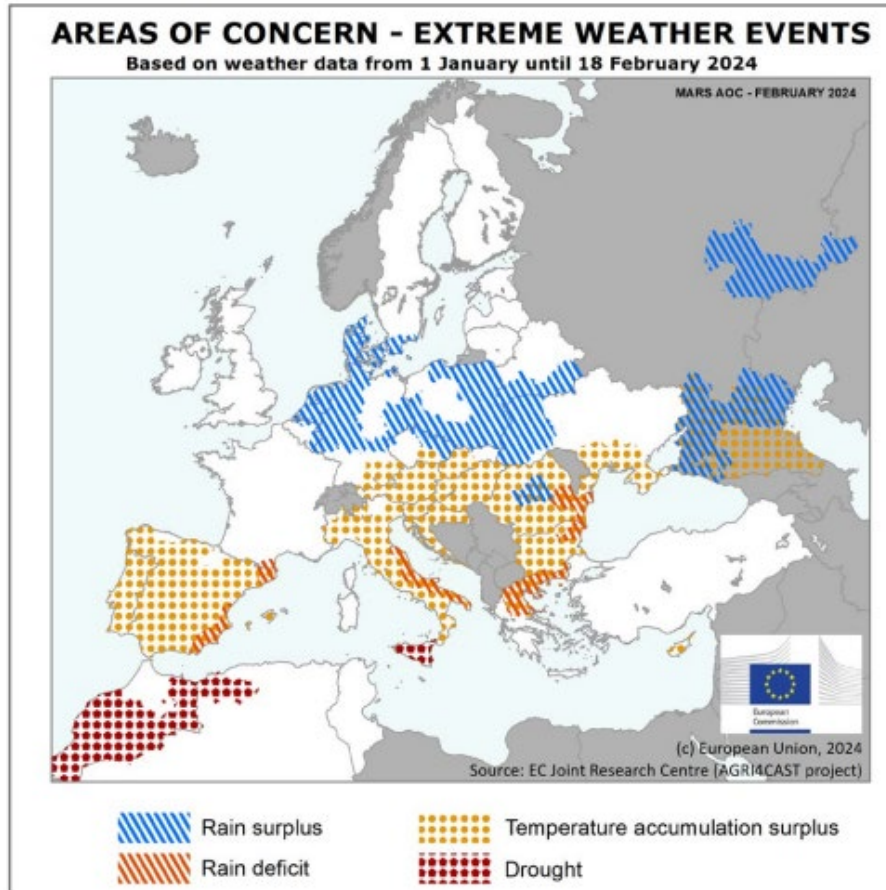 AREAS OF CONCERN - EXTREME WEATHER EVENTS
Based on weather data from 1 January until 18 February 2024
MARS AOC - FEBRUARY 2024
European
Commission
(c) European Union, 2024
Source: EC Joint Research Centre (AGRI4CAST project)
Rain surplus
Temperature accumulation surplus
Rain deficit
Drought